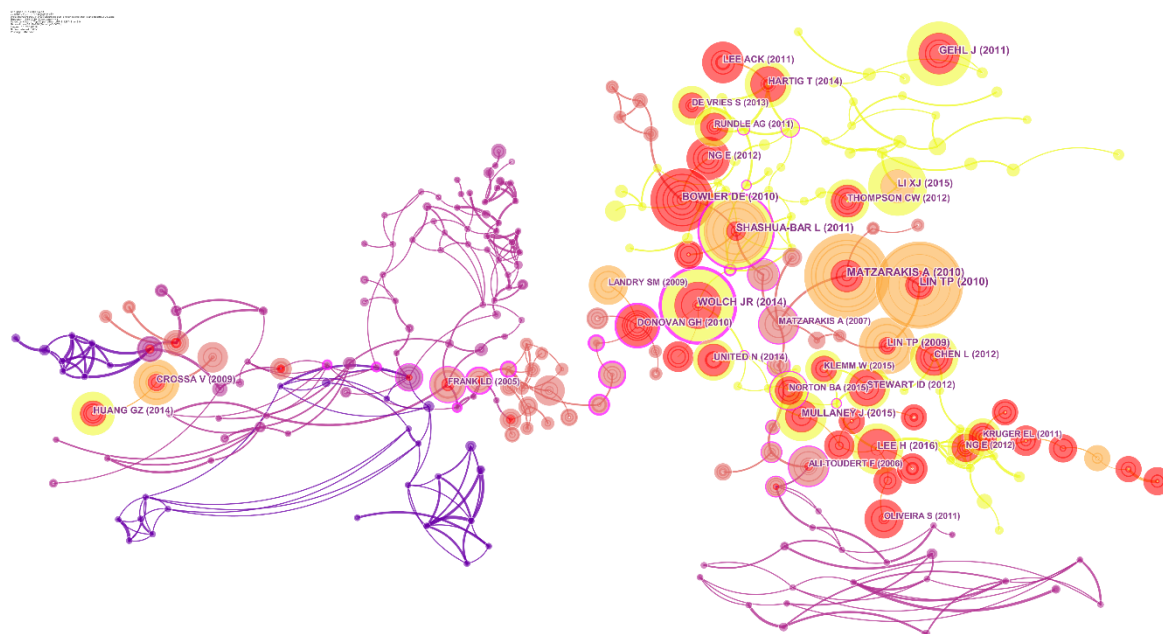 GEHL J (2011)
LEE ACK (2011)
HARTIG T (2014)
DE VRIES S (2013)
RUNDLE AG (2011)
NG E (2012)
LI XJ (2015)
BOWLER DE (2010)
THOMPSON CW (2012)
SHASHUA-BAR L (2011)
MATZARAKIS A (2010)
LIN TP (2010)
LANDRY SM (2009)
WOLCH JR (2014)
DONOVAN GH (2010)
MATZARAKIS A (2007)
LIN TP (2009)
CHEN L (2012)
UNITED N (2014)
KLEMM W (2015)
CROSSA V (2009)
FRANK LD (2005)
NORTON BA (2015)
STEWART ID (2012)
HUANG GZ (2014)
MULLANEY J (2015)
KRUGER EL (2011)
LEE H (2016)
NG E (2012)
ALI-TOUDERT F (2006)
OLIVEIRA S (2011)